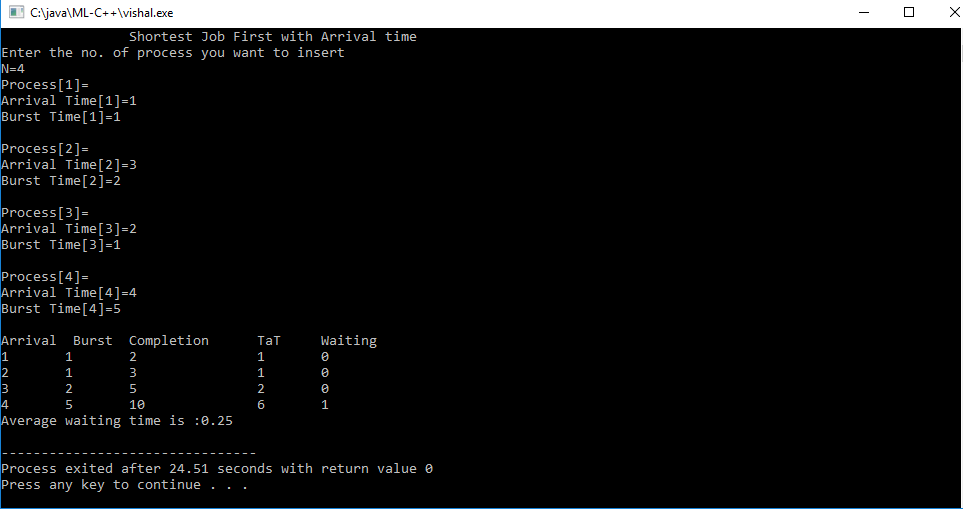 C:\java\ML-C++\vishal.exe
Shortest Job First with Arrival time
Enter the no. of process you want to insert
N=4
Process[1]=
Arrival Time[1]=1
Burst Time[1]=1
Process[2]=
Arrival Time[2]=3
Burst Time[2]=2
Process[3]=
Arrival Time[3]=2
Burst Time[3]=1
Process[4]=
Arrival Time[4]=4
Burst Time[4]=5
Arrival Burst Completion TaT Waiting
1 1 2 1 0
2 1 3 1 0
3 2 5 2 0
4 5 10 6 1
Average waiting time is :0.25
--------------------------------
Process exited after 24.51 seconds with return value 0
Press any key to continue . . .